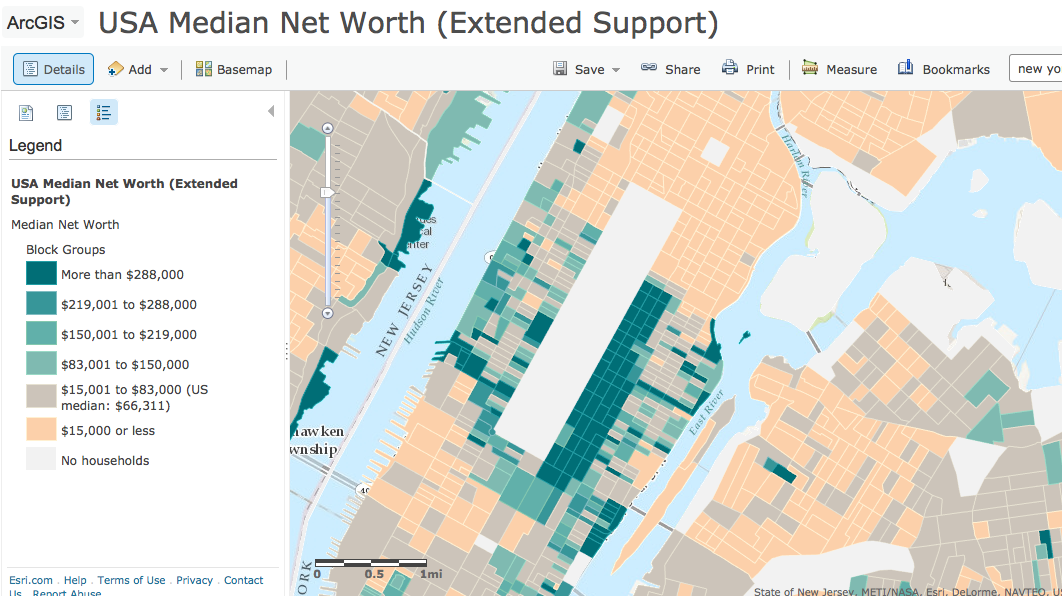 ArcGIS USA Median Net Worth (Extended Support)
Details Add Basemap Save Share Print Measure Bookmarks new yo
Legend
USA Median Net Worth (Extended
Support)
Median Net Worth
Block Groups
More than $288,000
$219,001 to $288,000
$150,001 to $219,000
$83,001 to $150,000
$15,001 to $83,000 (US
median: $66,311)
$15,000 or less
No households
Esri.com . Help . Terms of Use . Privacy . Contact
Us . Report Abuse
Harlem River
al
nter
NEW JERSEY
Hudson River
East River
awken
wnship
40
ORK
0 0.5 1mi
State of New Jersey, METI/NASA, Esri, DeLorme, NAVTEQ, U